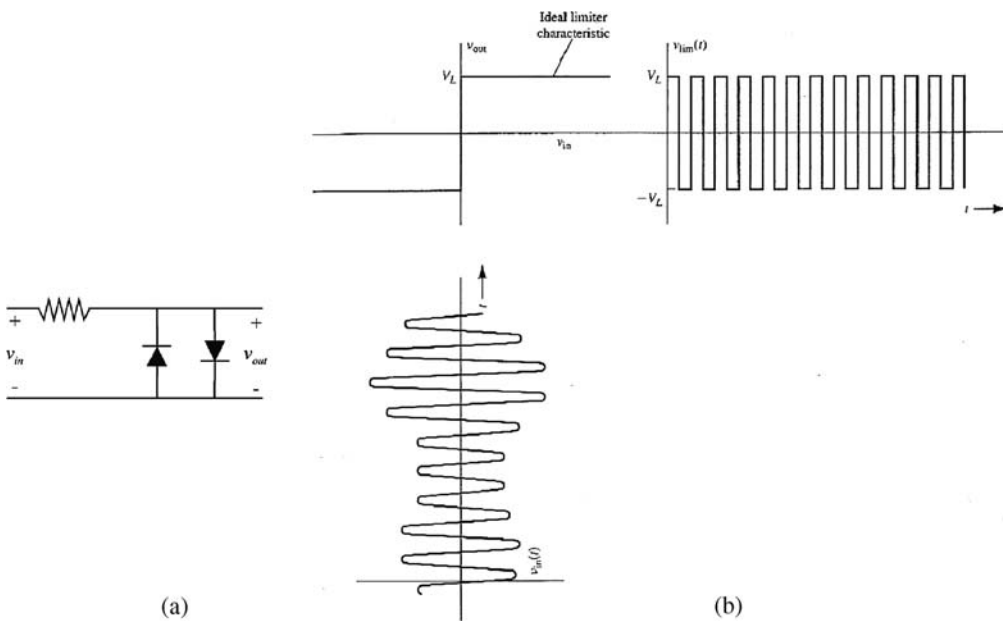 Ideal limiter
characteristic
v_out
V_L
v_in
v_lim(t)
V_L
−V_L
t
t
+ +
v_in v_out
- -
v_in(t)
(a) (b)